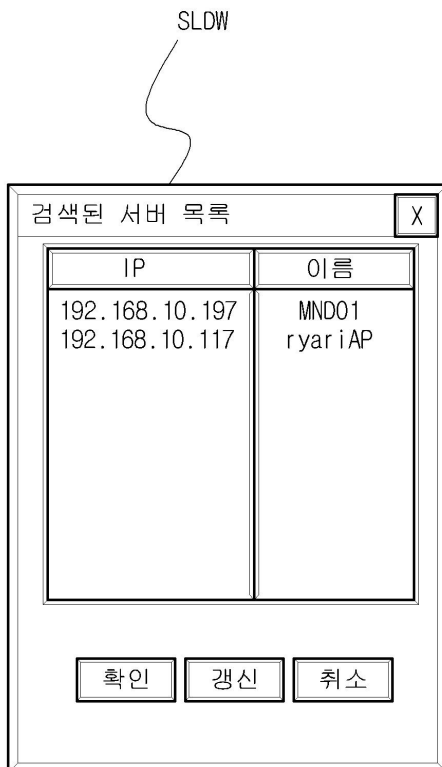 SLDW
검색된 서버 목록 X
IP 이름
192.168.10.197 MND01
192.168.10.117 ryariAP
확인 갱신 취소